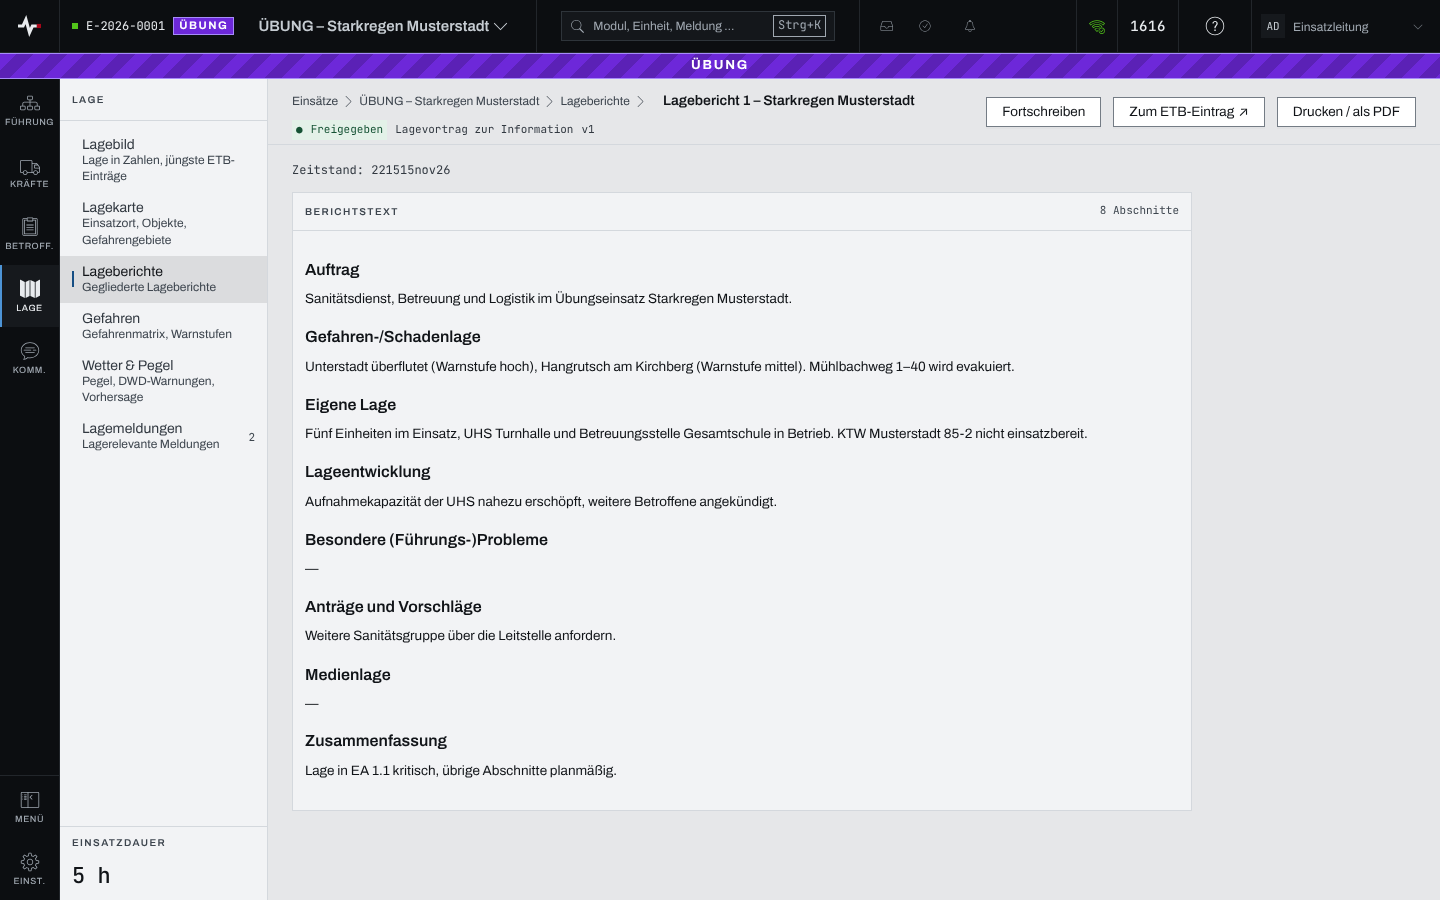 E-2026-0001 ÜBUNG ÜBUNG – Starkregen Musterstadt Modul, Einheit, Meldung ... Strg+K 1616 AD Einsatzleitung
ÜBUNG
FÜHRUNG
KRÄFTE
BETROFF.
LAGE
KOMM.
MENÜ
EINST.
LAGE
Lagebild
Lage in Zahlen, jüngste ETB-
Einträge
Lagekarte
Einsatzort, Objekte,
Gefahrengebiete
Lageberichte
Gegliederte Lageberichte
Gefahren
Gefahrenmatrix, Warnstufen
Wetter & Pegel
Pegel, DWD-Warnungen,
Vorhersage
Lagemeldungen
Lagerelevante Meldungen 2
EINSATZDAUER
5 h
Einsätze ÜBUNG – Starkregen Musterstadt Lageberichte Lagebericht 1 – Starkregen Musterstadt
Freigegeben Lagevortrag zur Information v1
Fortschreiben Zum ETB-Eintrag ↗ Drucken / als PDF
Zeitstand: 221515nov26
BERICHTSTEXT 8 Abschnitte
Auftrag
Sanitätsdienst, Betreuung und Logistik im Übungseinsatz Starkregen Musterstadt.
Gefahren-/Schadenlage
Unterstadt überflutet (Warnstufe hoch), Hangrutsch am Kirchberg (Warnstufe mittel). Mühlbachweg 1–40 wird evakuiert.
Eigene Lage
Fünf Einheiten im Einsatz, UHS Turnhalle und Betreuungsstelle Gesamtschule in Betrieb. KTW Musterstadt 85-2 nicht einsatzbereit.
Lageentwicklung
Aufnahmekapazität der UHS nahezu erschöpft, weitere Betroffene angekündigt.
Besondere (Führungs-)Probleme
—
Anträge und Vorschläge
Weitere Sanitätsgruppe über die Leitstelle anfordern.
Medienlage
—
Zusammenfassung
Lage in EA 1.1 kritisch, übrige Abschnitte planmäßig.